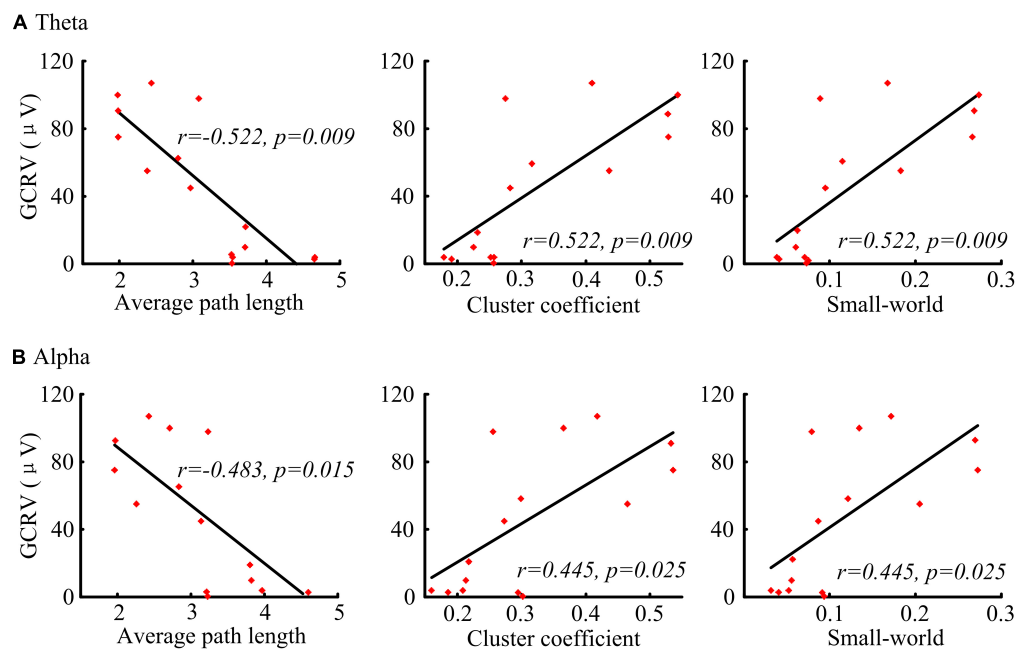 A Theta
120
80
40
0
GCRV ( μ V)
r=-0.522, p=0.009
2 3 4 5
Average path length
120
80
40
0
r=0.522, p=0.009
0.2 0.3 0.4 0.5
Cluster coefficient
120
80
40
0
r=0.522, p=0.009
0.1 0.2 0.3
Small-world
B Alpha
120
80
40
0
GCRV ( μ V)
r=-0.483, p=0.015
2 3 4 5
Average path length
120
80
40
0
r=0.445, p=0.025
0.2 0.3 0.4 0.5
Cluster coefficient
120
80
40
0
r=0.445, p=0.025
0.1 0.2 0.3
Small-world